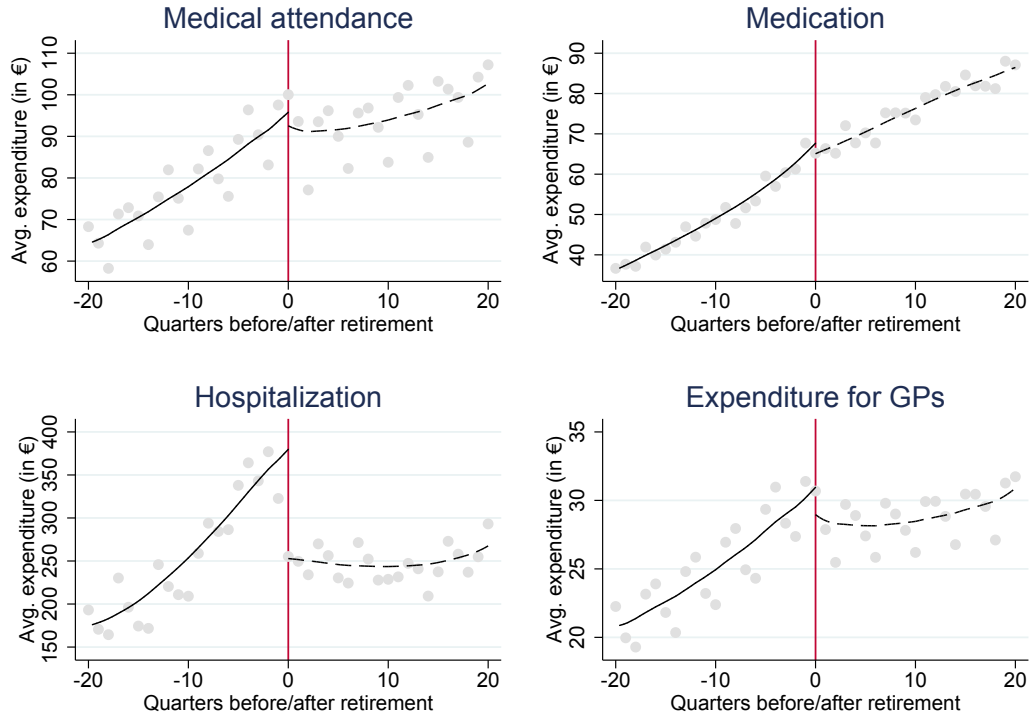 Medical attendance
Avg. expenditure (in €)
110
100
90
80
70
60
-20 -10 0 10 20
Quarters before/after retirement
Medication
Avg. expenditure (in €)
90
80
70
60
50
40
-20 -10 0 10 20
Quarters before/after retirement
Hospitalization
Avg. expenditure (in €)
400
350
300
250
200
150
-20 -10 0 10 20
Quarters before/after retirement
Expenditure for GPs
Avg. expenditure (in €)
35
30
25
20
-20 -10 0 10 20
Quarters before/after retirement